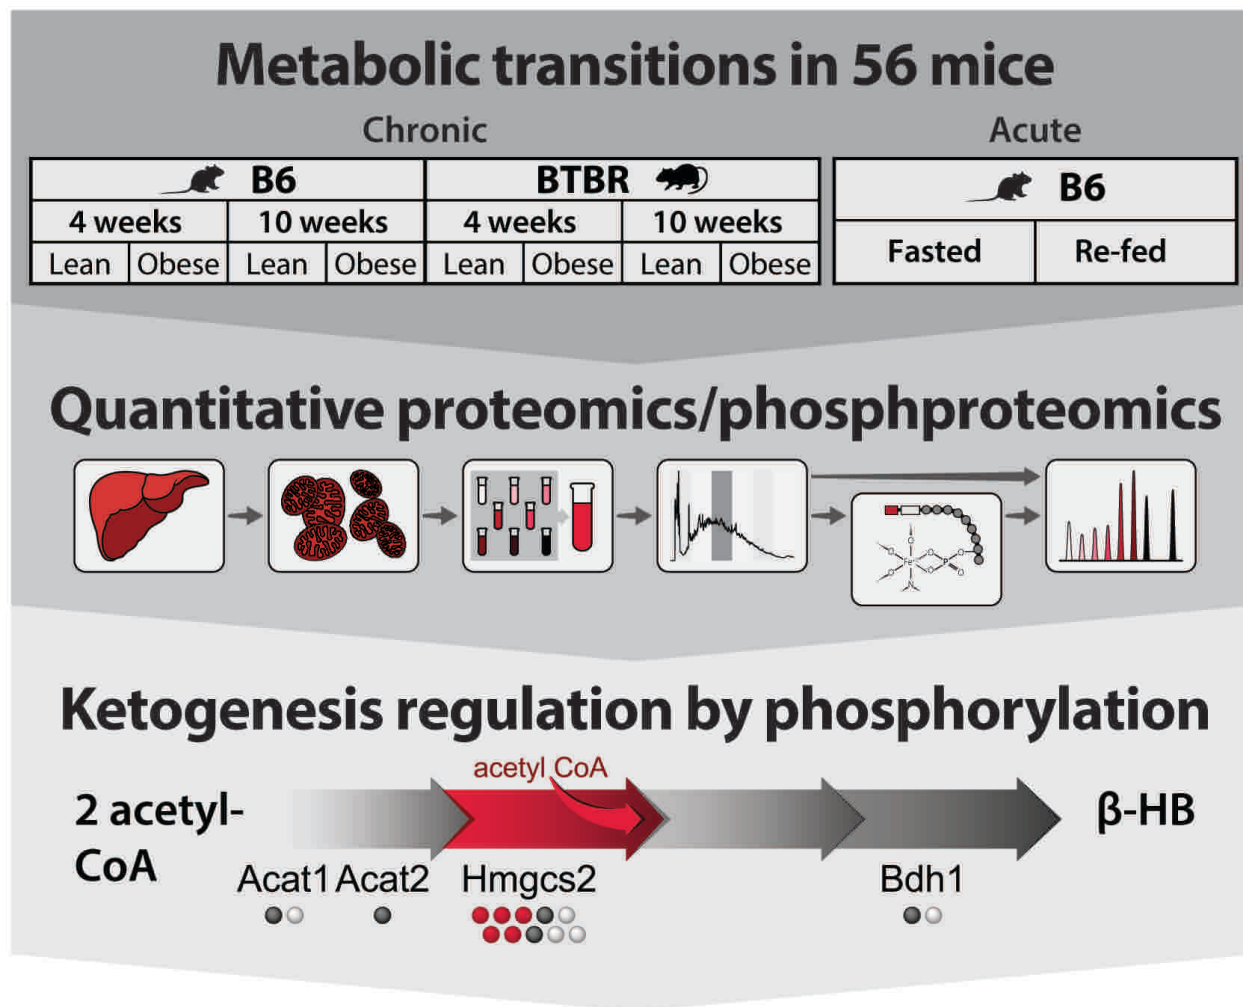 Metabolic transitions in 56 mice
Chronic
Acute
B6
BTBR
B6
4 weeks
10 weeks
4 weeks
10 weeks
Fasted
Re-fed
Lean
Obese
Lean
Obese
Lean
Obese
Lean
Obese
Quantitative proteomics/phosphproteomics
O
O
O
Fe
O
P
O
O
O
N
Ketogenesis regulation by phosphorylation
acetyl CoA
2 acetyl-
CoA
β-HB
Acat1
Acat2
Hmgcs2
Bdh1